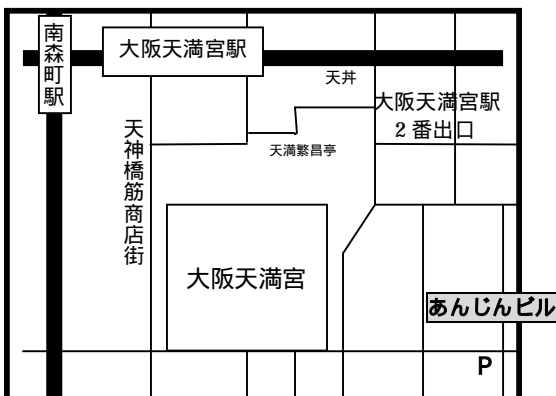 南森町駅
大阪天満宮駅
天丼
大阪天満宮駅
2番出口
天満繁昌亭
天神橋筋商店街
大阪天満宮
あんじんビル
P